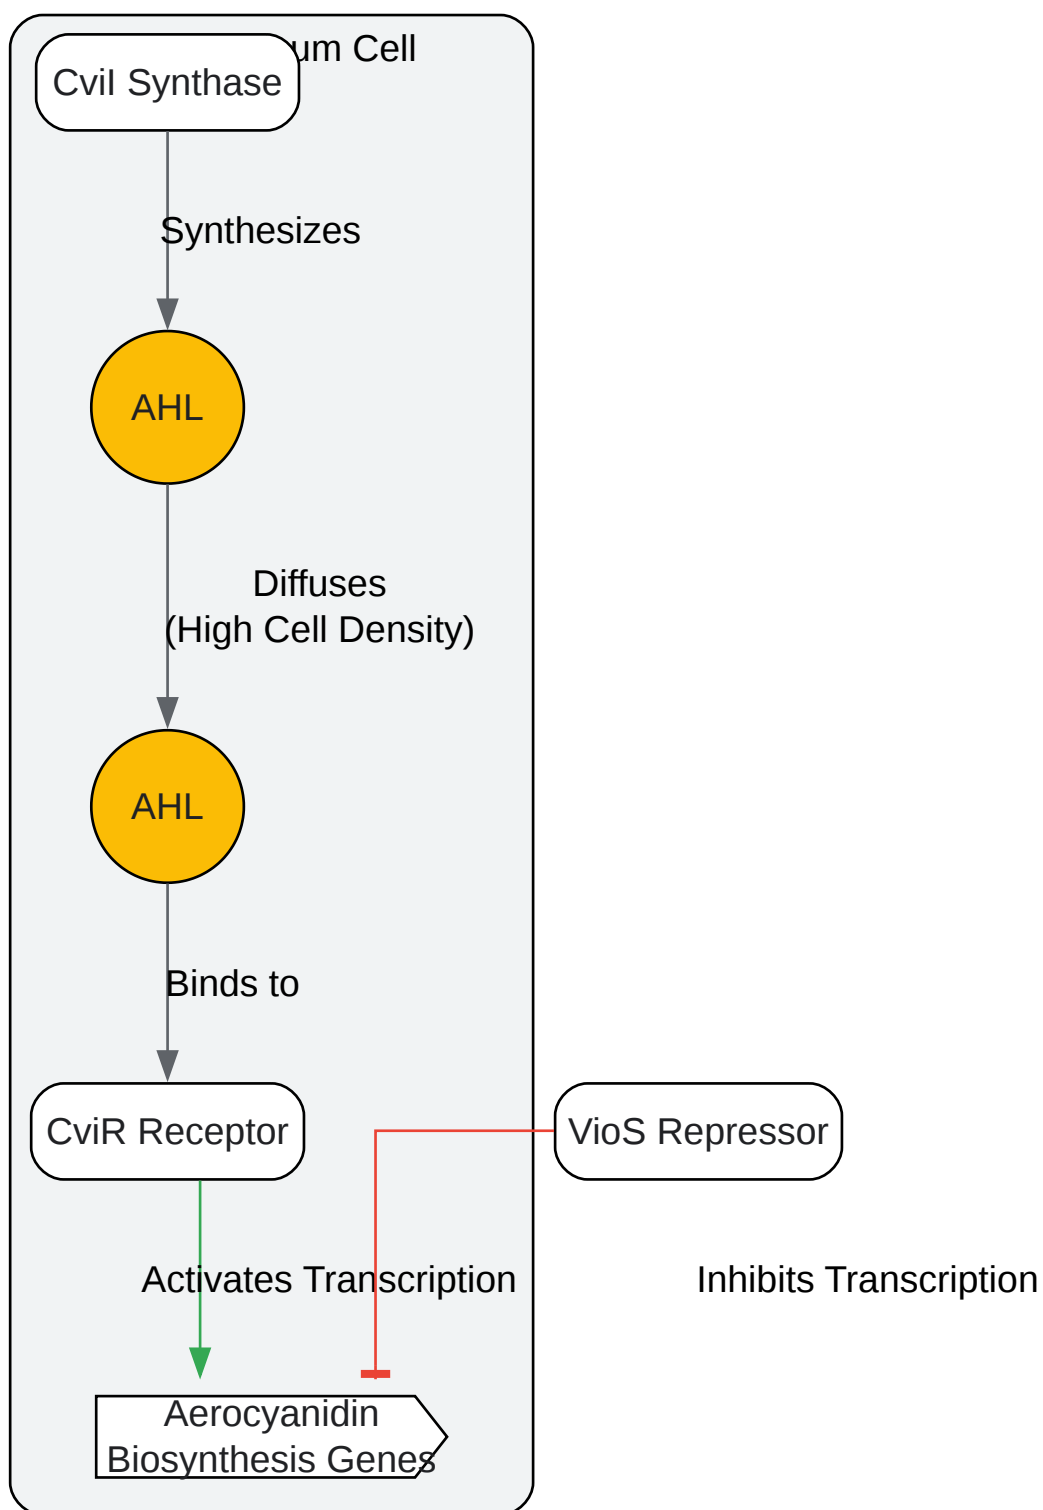 um Cell
CviI Synthase
Synthesizes
AHL
Diffuses
(High Cell Density)
AHL
Binds to
CviR Receptor
VioS Repressor
Activates Transcription
Inhibits Transcription
Aerocyanidin
Biosynthesis Genes